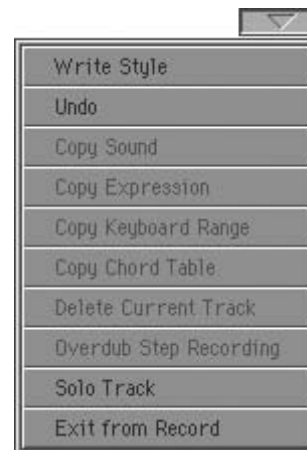 Write Style
Undo
Copy Sound
Copy Expression
Copy Keyboard Range
Copy Chord Table
Delete Current Track
Overdub Step Recording
Solo Track
Exit from Record